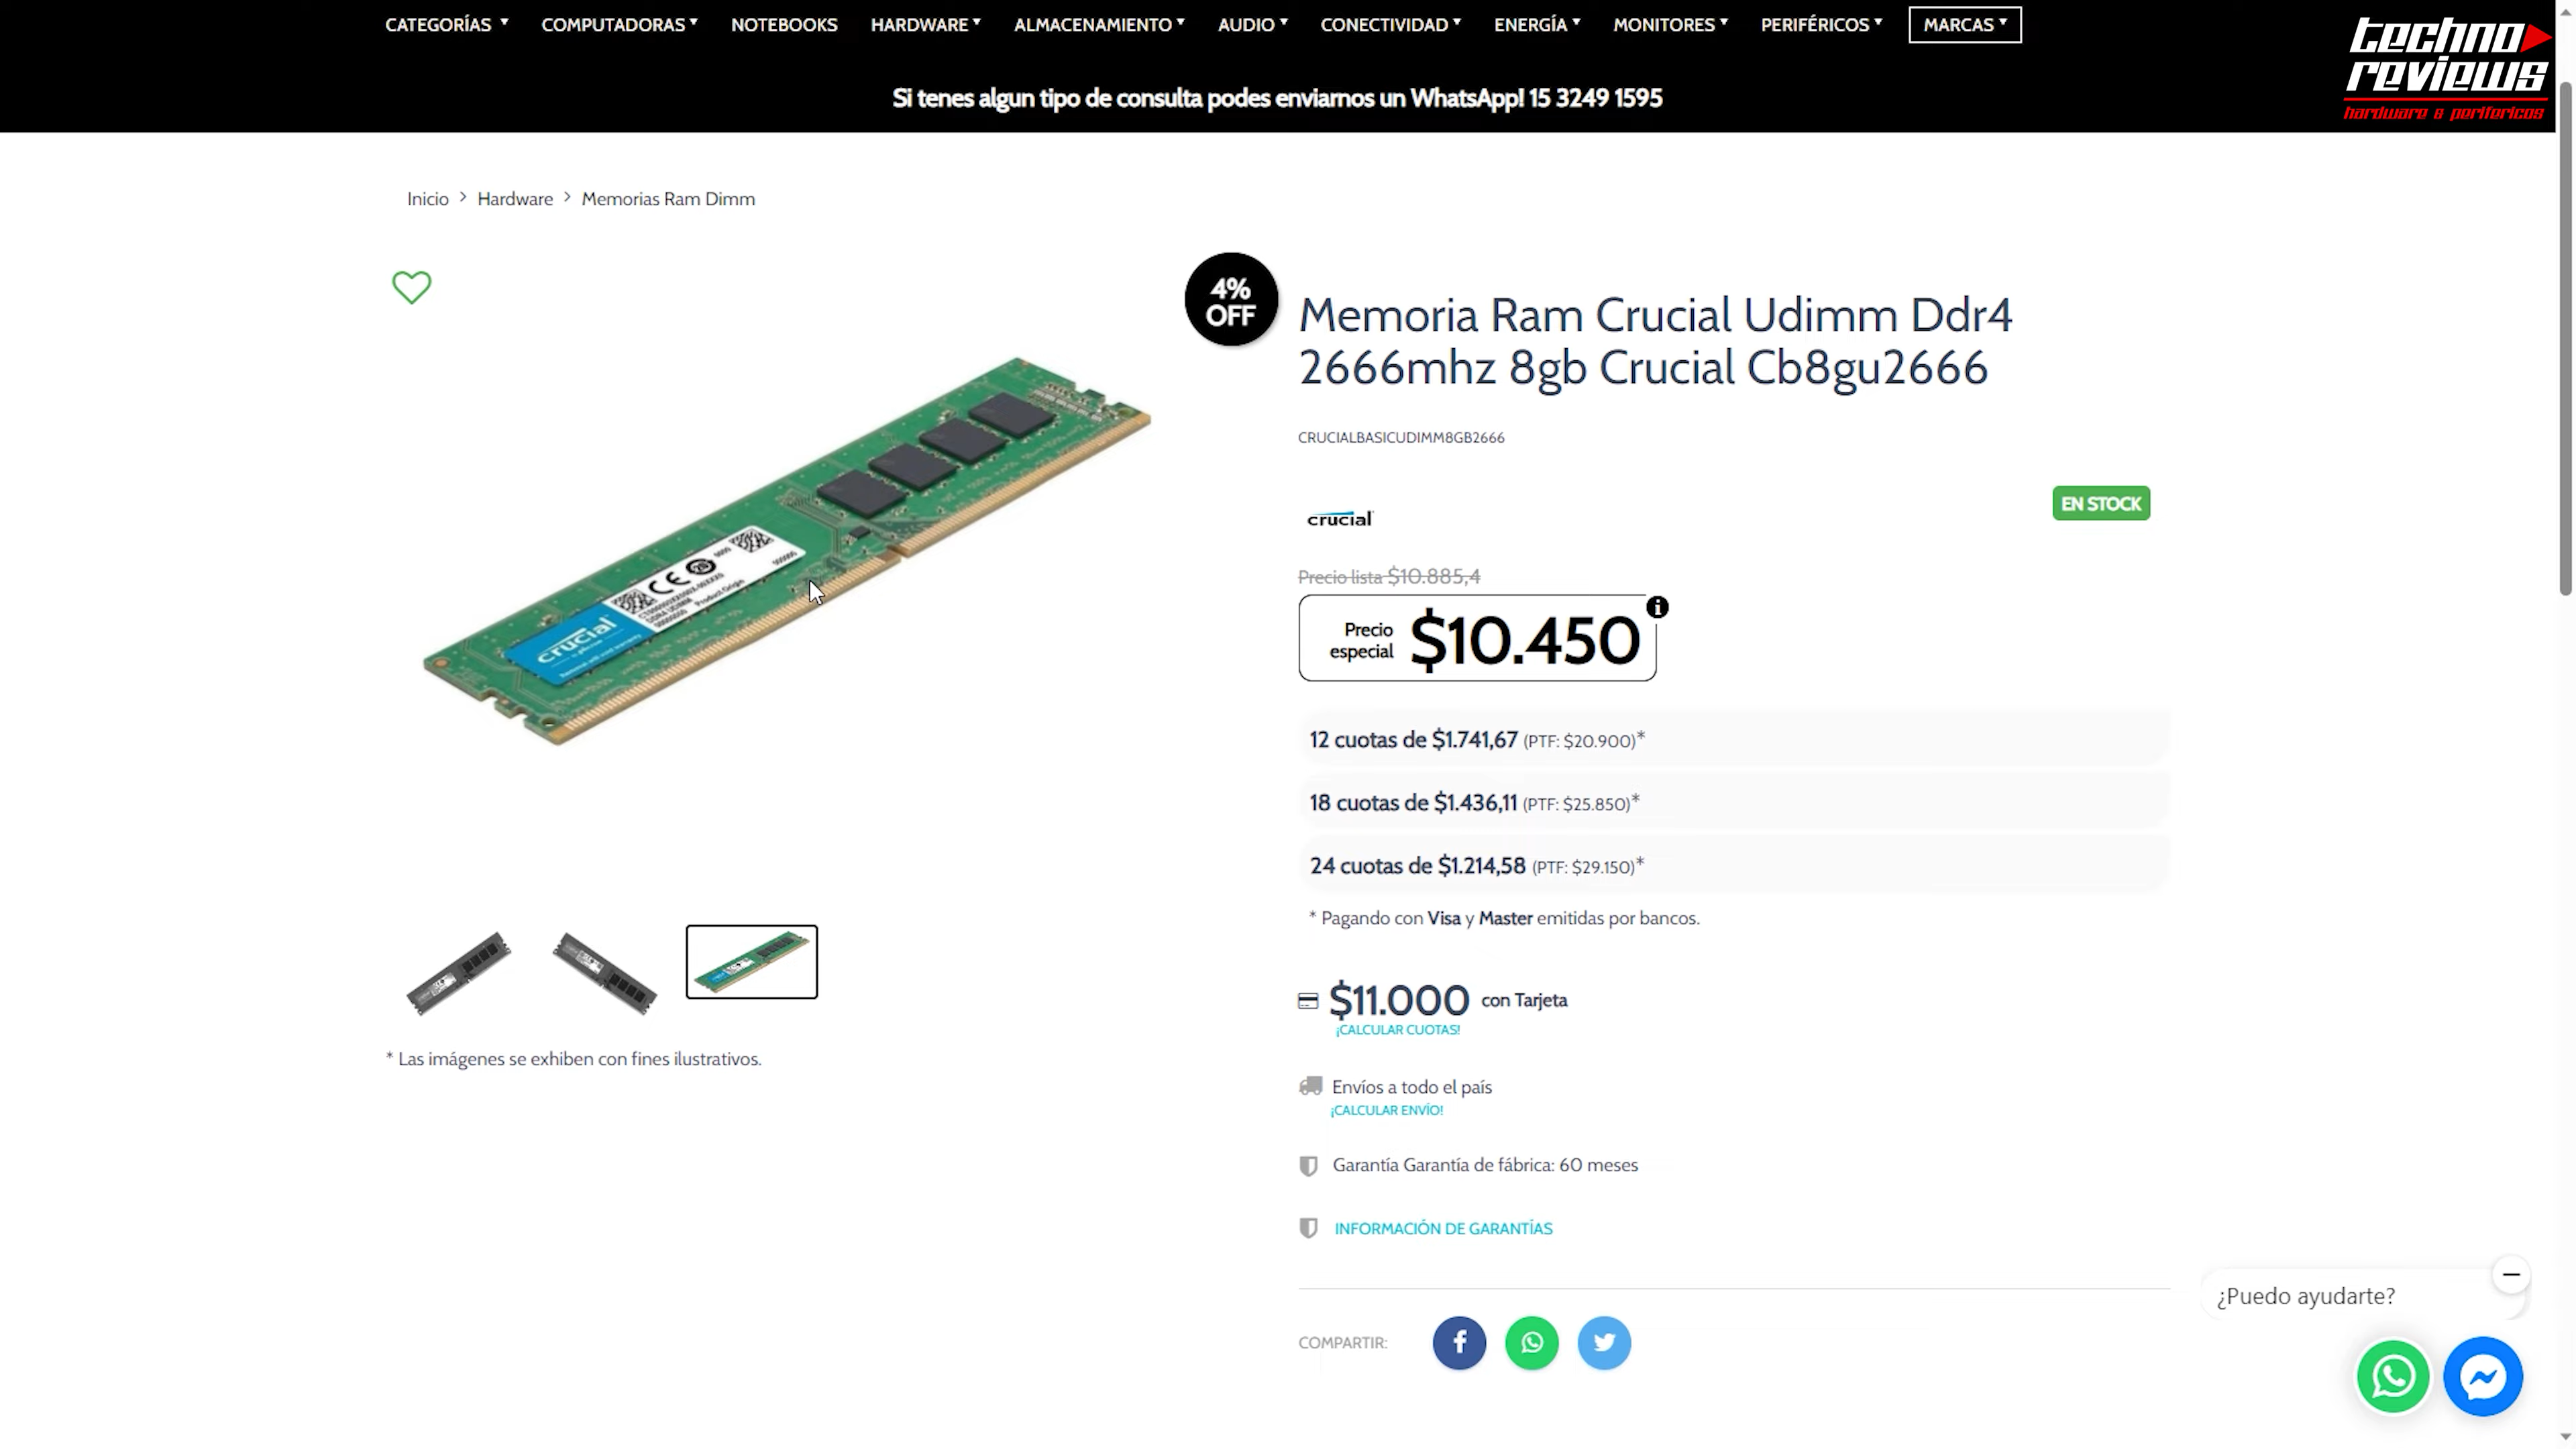 CATEGORÍAS COMPUTADORAS NOTEBOOKS HARDWARE ALMACENAMIENTO AUDIO CONECTIVIDAD ENERGÍA MONITORES PERIFÉRICOS MARCAS
techno
reviews
hardware & perifericos
Si tenes algun tipo de consulta podes enviarnos un WhatsApp! 15 3249 1595
Inicio > Hardware > Memorias Ram Dimm
4%
OFF
crucial
CE
DDR4 UDIMM
Product Origin
Memoria Ram Crucial Udimm Ddr4
2666mhz 8gb Crucial Cb8gu2666
CRUCIALBASICUDIMM8GB2666
crucial
EN STOCK
Precio lista $10.885,4
Precio especial $10.450
12 cuotas de $1.741,67 (PTF: $20.900)*
18 cuotas de $1.436,11 (PTF: $25.850)*
24 cuotas de $1.214,58 (PTF: $29.150)*
* Pagando con Visa y Master emitidas por bancos.
$11.000 con Tarjeta
¡CALCULAR CUOTAS!
Envíos a todo el país
¡CALCULAR ENVÍO!
Garantía Garantía de fábrica: 60 meses
INFORMACIÓN DE GARANTÍAS
COMPARTIR:
* Las imágenes se exhiben con fines ilustrativos.
¿Puedo ayudarte?